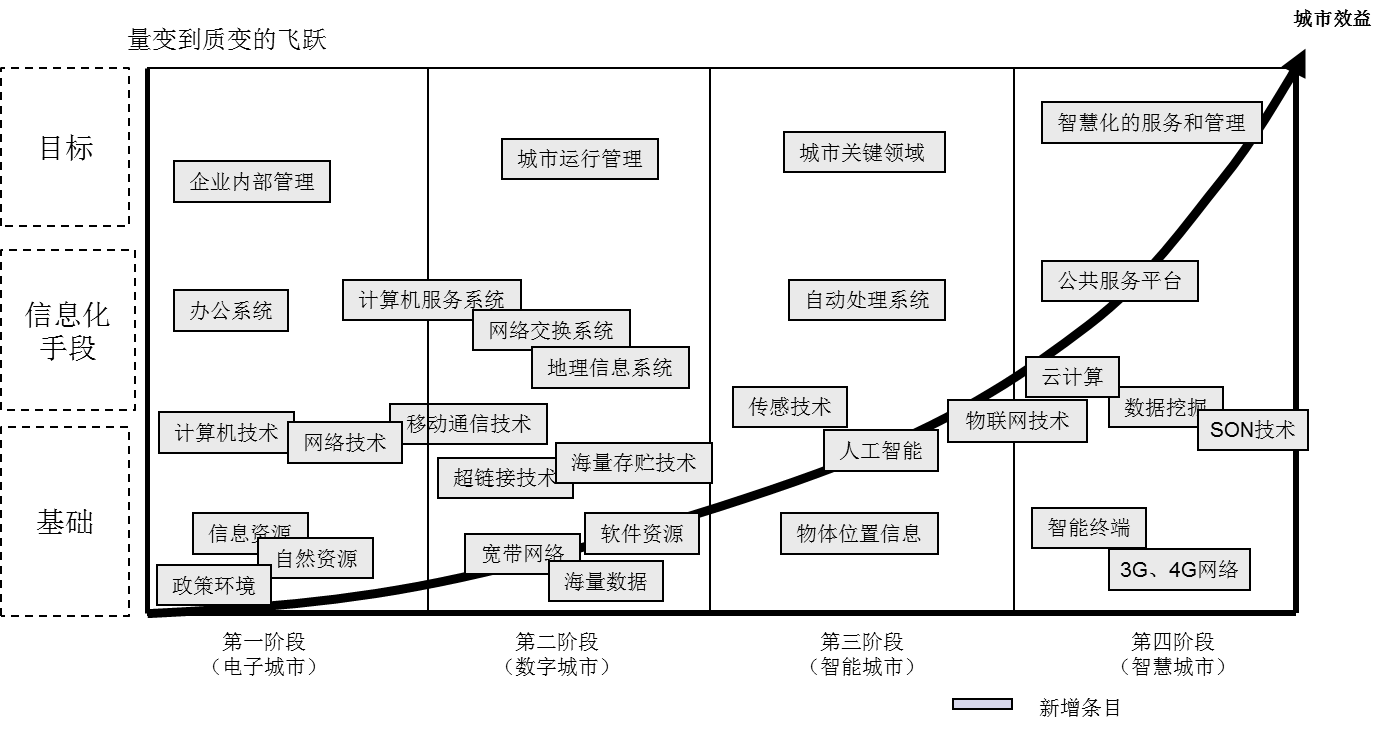 城市效益
量变到质变的飞跃
目标
企业内部管理
城市运行管理
城市关键领域
智慧化的服务和管理
信息化
手段
办公系统
计算机服务系统
网络交换系统
地理信息系统
自动处理系统
公共服务平台
计算机技术
网络技术
移动通信技术
超链接技术
海量存贮技术
传感技术
人工智能
物联网技术
云计算
数据挖掘
SON技术
基础
信息资源
自然资源
政策环境
宽带网络
软件资源
海量数据
物体位置信息
智能终端
3G、4G网络
第一阶段
(电子城市)
第二阶段
(数字城市)
第三阶段
(智能城市)
第四阶段
(智慧城市)
新增条目